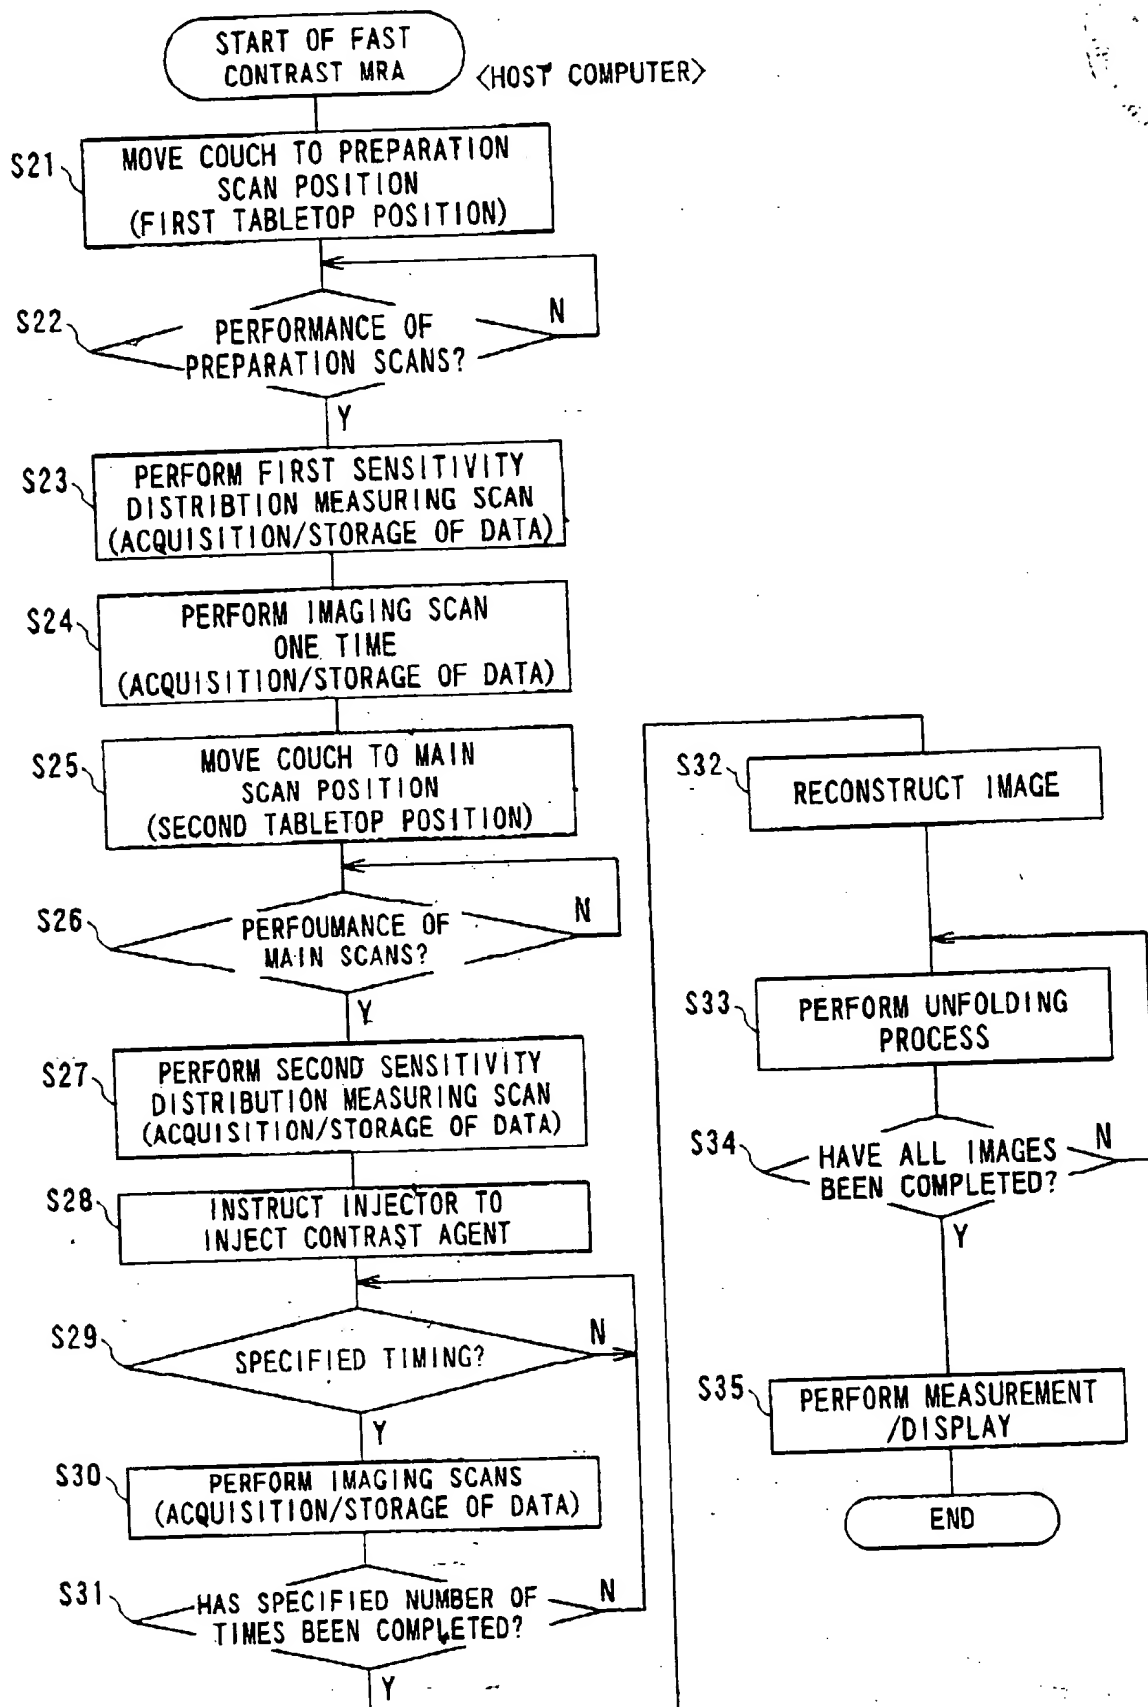 START OF FAST
CONTRAST MRA
<HOST COMPUTER>
S21
MOVE COUCH TO PREPARATION
SCAN POSITION
(FIRST TABLETOP POSITION)
S22
PERFORMANCE OF
PREPARATION SCANS?
N
Y
S23
PERFORM FIRST SENSITIVITY
DISTRIBTION MEASURING SCAN
(ACQUISITION/STORAGE OF DATA)
S24
PERFORM IMAGING SCAN
ONE TIME
(ACQUISITION/STORAGE OF DATA)
S25
MOVE COUCH TO MAIN
SCAN POSITION
(SECOND TABLETOP POSITION)
S26
PERFOUMANCE OF
MAIN SCANS?
N
Y
S27
PERFORM SECOND SENSITIVITY
DISTRIBUTION MEASURING SCAN
(ACQUISITION/STORAGE OF DATA)
S28
INSTRUCT INJECTOR TO
INJECT CONTRAST AGENT
S29
SPECIFIED TIMING?
N
Y
S30
PERFORM IMAGING SCANS
(ACQUISITION/STORAGE OF DATA)
S31
HAS SPECIFIED NUMBER OF
TIMES BEEN COMPLETED?
N
Y
S32
RECONSTRUCT IMAGE
S33
PERFORM UNFOLDING
PROCESS
S34
HAVE ALL IMAGES
BEEN COMPLETED?
N
Y
S35
PERFORM MEASUREMENT
/DISPLAY
END